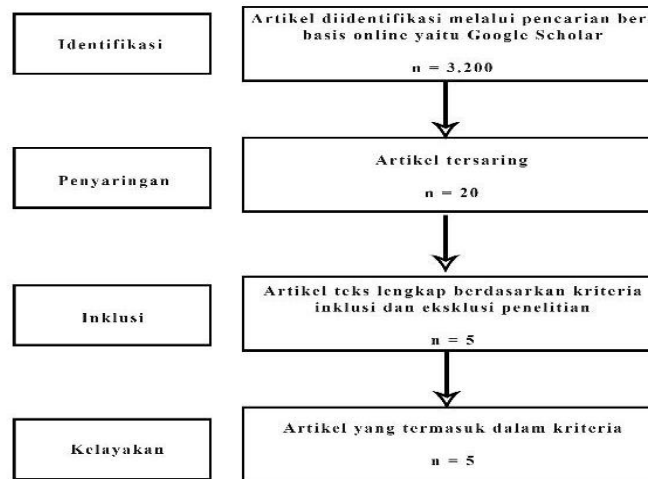 Identifikasi
Artikel diidentifikasi melalui pencarian ber
basis online yaitu Google Scholar
n = 3,200
Penyaringan
Artikel tersaring
n = 20
Inklusi
Artikel teks lengkap berdasarkan kriteria
inklusi dan eksklusi penelitian
n = 5
Kelayakan
Artikel yang termasuk dalam kriteria
n = 5